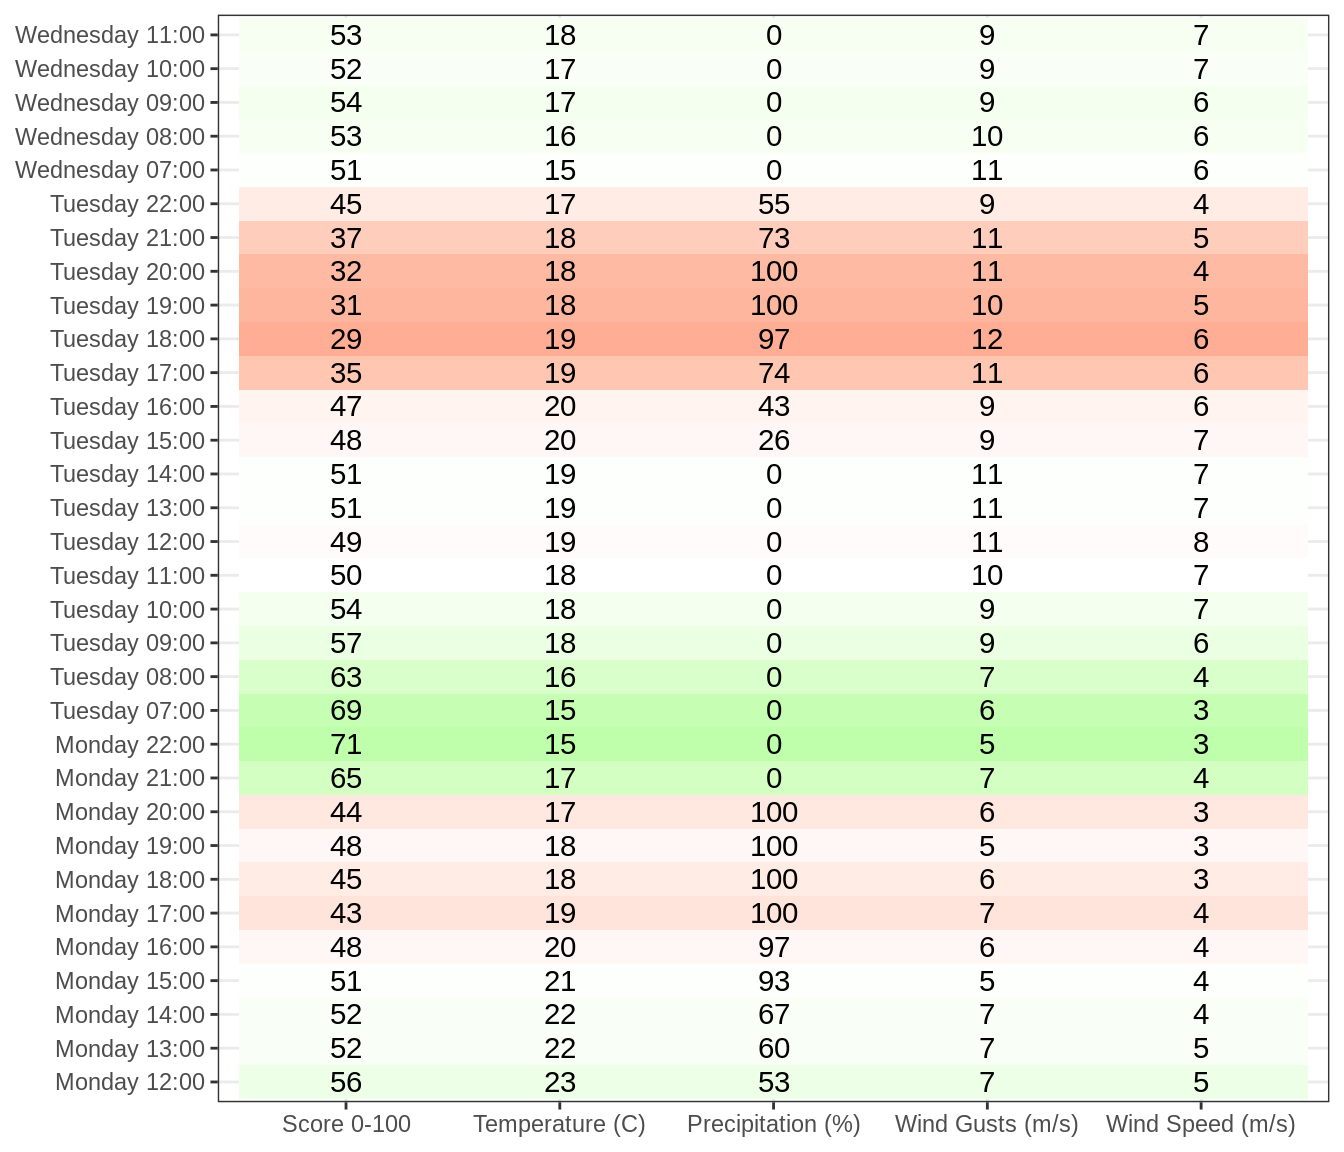 Wednesday 11:00 53 18 0 9 7
Wednesday 10:00 52 17 0 9 7
Wednesday 09:00 54 17 0 9 6
Wednesday 08:00 53 16 0 10 6
Wednesday 07:00 51 15 0 11 6
Tuesday 22:00 45 17 55 9 4
Tuesday 21:00 37 18 73 11 5
Tuesday 20:00 32 18 100 11 4
Tuesday 19:00 31 18 100 10 5
Tuesday 18:00 29 19 97 12 6
Tuesday 17:00 35 19 74 11 6
Tuesday 16:00 47 20 43 9 6
Tuesday 15:00 48 20 26 9 7
Tuesday 14:00 51 19 0 11 7
Tuesday 13:00 51 19 0 11 7
Tuesday 12:00 49 19 0 11 8
Tuesday 11:00 50 18 0 10 7
Tuesday 10:00 54 18 0 9 7
Tuesday 09:00 57 18 0 9 6
Tuesday 08:00 63 16 0 7 4
Tuesday 07:00 69 15 0 6 3
Monday 22:00 71 15 0 5 3
Monday 21:00 65 17 0 7 4
Monday 20:00 44 17 100 6 3
Monday 19:00 48 18 100 5 3
Monday 18:00 45 18 100 6 3
Monday 17:00 43 19 100 7 4
Monday 16:00 48 20 97 6 4
Monday 15:00 51 21 93 5 4
Monday 14:00 52 22 67 7 4
Monday 13:00 52 22 60 7 5
Monday 12:00 56 23 53 7 5
Score 0-100 Temperature (C) Precipitation (%) Wind Gusts (m/s) Wind Speed (m/s)